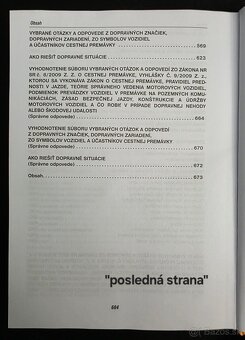 Obsah
VYBRANÉ OTÁZKY A ODPOVEDE Z DOPRAVNÝCH ZNAČIEK,
DOPRAVNÝCH ZARIADENÍ, ZO SYMBOLOV VOZIDIEL
A ÚČASTNÍKOV CESTNEJ PREMÁVKY
569
AKO RIEŠIŤ DOPRAVNÉ SITUÁCIE
623
VYHODNOTENIE SÚBORU VYBRANÝCH OTÁZOK A ODPOVEDÍ ZO ZÁKONA NR
SR č. 8/2009 Z. z. O CESTNEJ PREMÁVKE, VYHLÁŠKY Č. 9/2009 Z. z.,
KTOROU SA VYKONÁVA ZÁKON O CESTNEJ PREMÁVKE, PRAVIDIEL PREDNOSTI
V JAZDE, TEÓRIE SPRÁVNEHO VEDENIA MOTOROVÝCH VOZIDIEL,
PODMIENOK PREVÁDZKY VOZIDIEL V PREMÁVKE NA POZEMNÝCH KOMU-
NIKÁCIÁCH, ZÁSAD BEZPEČNEJ JAZDY, KONŠTRUKCIE A ÚDRŽBY
MOTOROVÝCH VOZIDIEL A ČO ROBIŤ V PRÍPADE DOPRAVNEJ NEHODY
ALEBO ŠKODOVEJ UDALOSTI
(Správne odpovede)
664
VYHODNOTENIE SÚBORU VYBRANÝCH OTÁZOK A ODPOVEDÍ
Z DOPRAVNÝCH ZNAČIEK, DOPRAVNÝCH ZARIADENÍ,
ZO SYMBOLOV VOZIDIEL A ÚČASTNÍKOV CESTNEJ PREMÁVKY
(Správne odpovede)
670
AKO RIEŠIŤ DOPRAVNÉ SITUÁCIE
(Správne odpovede)
672
Obsah
673
"posledná strana"
684